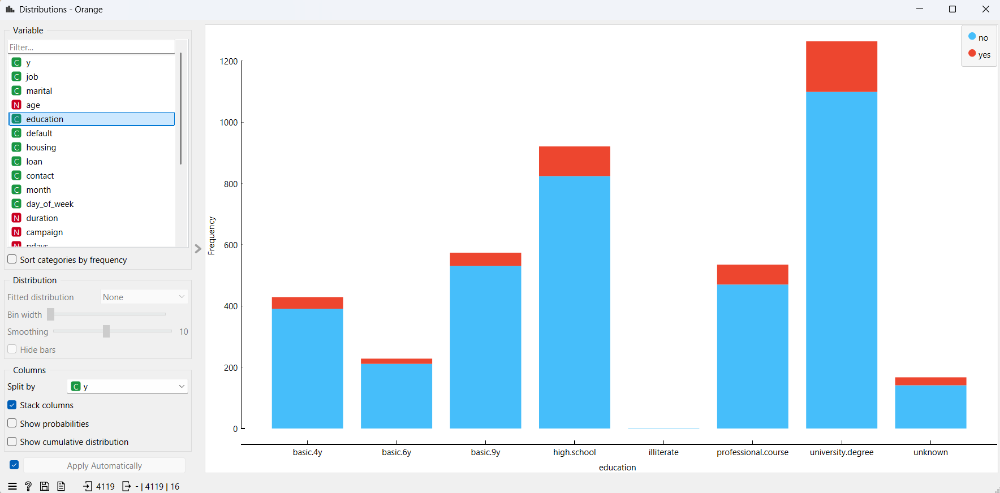 Distributions - Orange
Variable
Filter...
C y
C job
C marital
N age
C education
C default
C housing
C loan
C contact
C month
C day_of_week
N duration
N campaign
N pdays
Sort categories by frequency
Distribution
Fitted distribution None
Bin width
Smoothing 10
Hide bars
Columns
Split by C y
Stack columns
Show probabilities
Show cumulative distribution
Apply Automatically
? 4119 - | 4119 | 16
no
yes
1200
1000
800
600
400
200
0
Frequency
basic.4y basic.6y basic.9y high.school illiterate professional.course university.degree unknown
education